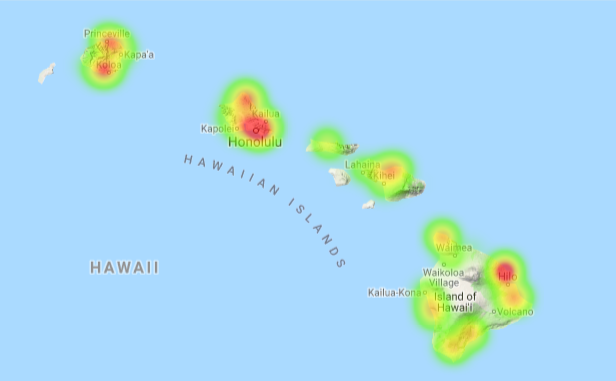 Princeville
Kapa'a
Koloa
Kailua
Kapolei
Honolulu
Lahaina
Kihei
HAWAIIAN ISLANDS
HAWAII
Waimea
Waikoloa
Village
Hilo
Kailua-Kona
Island of
Hawai'i
Volcano